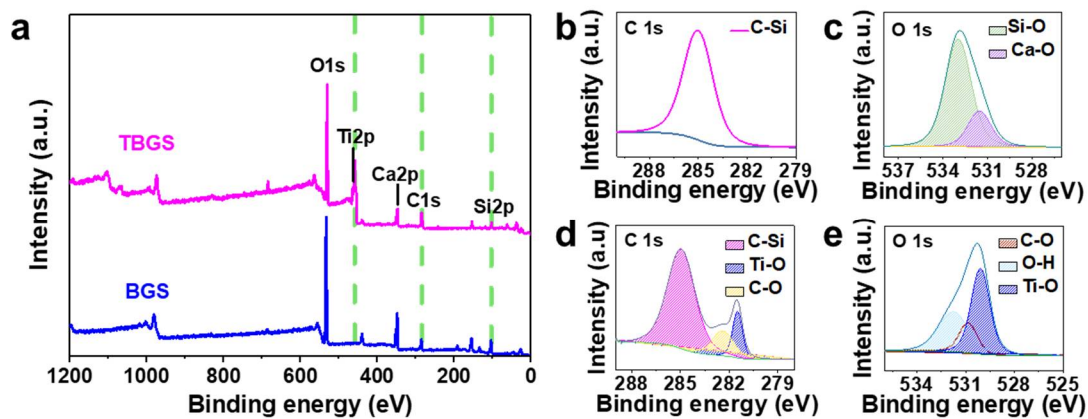 a
Intensity (a.u.)
TBGS
BGS
O1s
Ti2p
Ca2p
C1s
Si2p
1200 1000 800 600 400 200 0
Binding energy (eV)
b
C 1s
C-Si
Intensity (a.u.)
288 285 282 279
Binding energy (eV)
c
O 1s
Si-O
Ca-O
Intensity (a.u.)
537 534 531 528
Binding energy (eV)
d
C 1s
C-Si
Ti-O
C-O
Intensity (a.u)
288 285 282 279
Binding energy (eV)
e
O 1s
C-O
O-H
Ti-O
Intensity (a.u.)
534 531 528 525
Binding energy (eV)